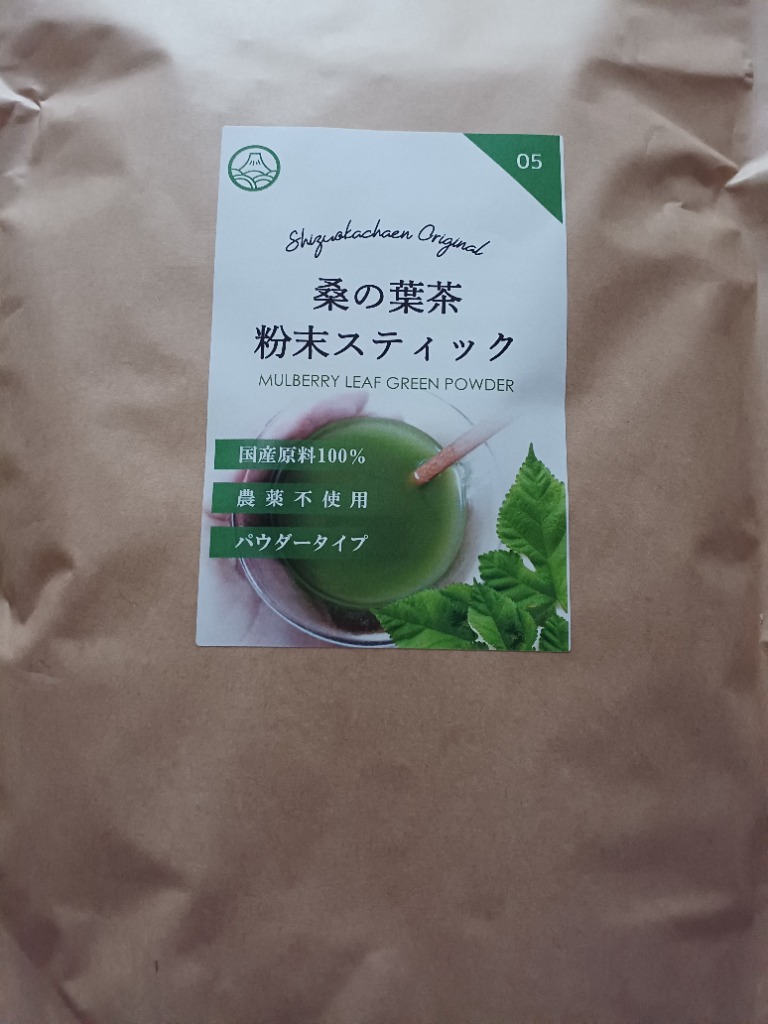 05
Shizuokachaen Original
桑の葉茶
粉末スティック
MULBERRY LEAF GREEN POWDER
国産原料100%
農薬不使用
パウダータイプ